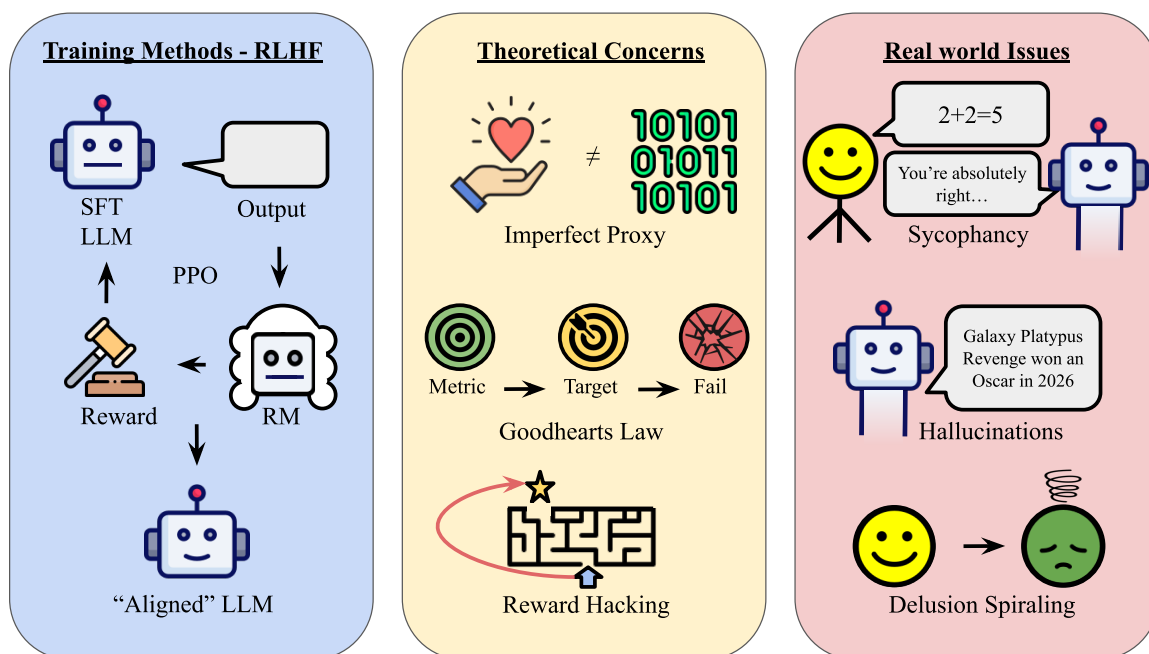 Training Methods - RLHF
SFT
LLM
Output
PPO
Reward
RM
“Aligned” LLM
Theoretical Concerns
≠
10101
01011
10101
Imperfect Proxy
Metric
Target
Fail
Goodhearts Law
Reward Hacking
Real world Issues
2+2=5
You’re absolutely
right…
Sycophancy
Galaxy Platypus
Revenge won an
Oscar in 2026
Hallucinations
Delusion Spiraling